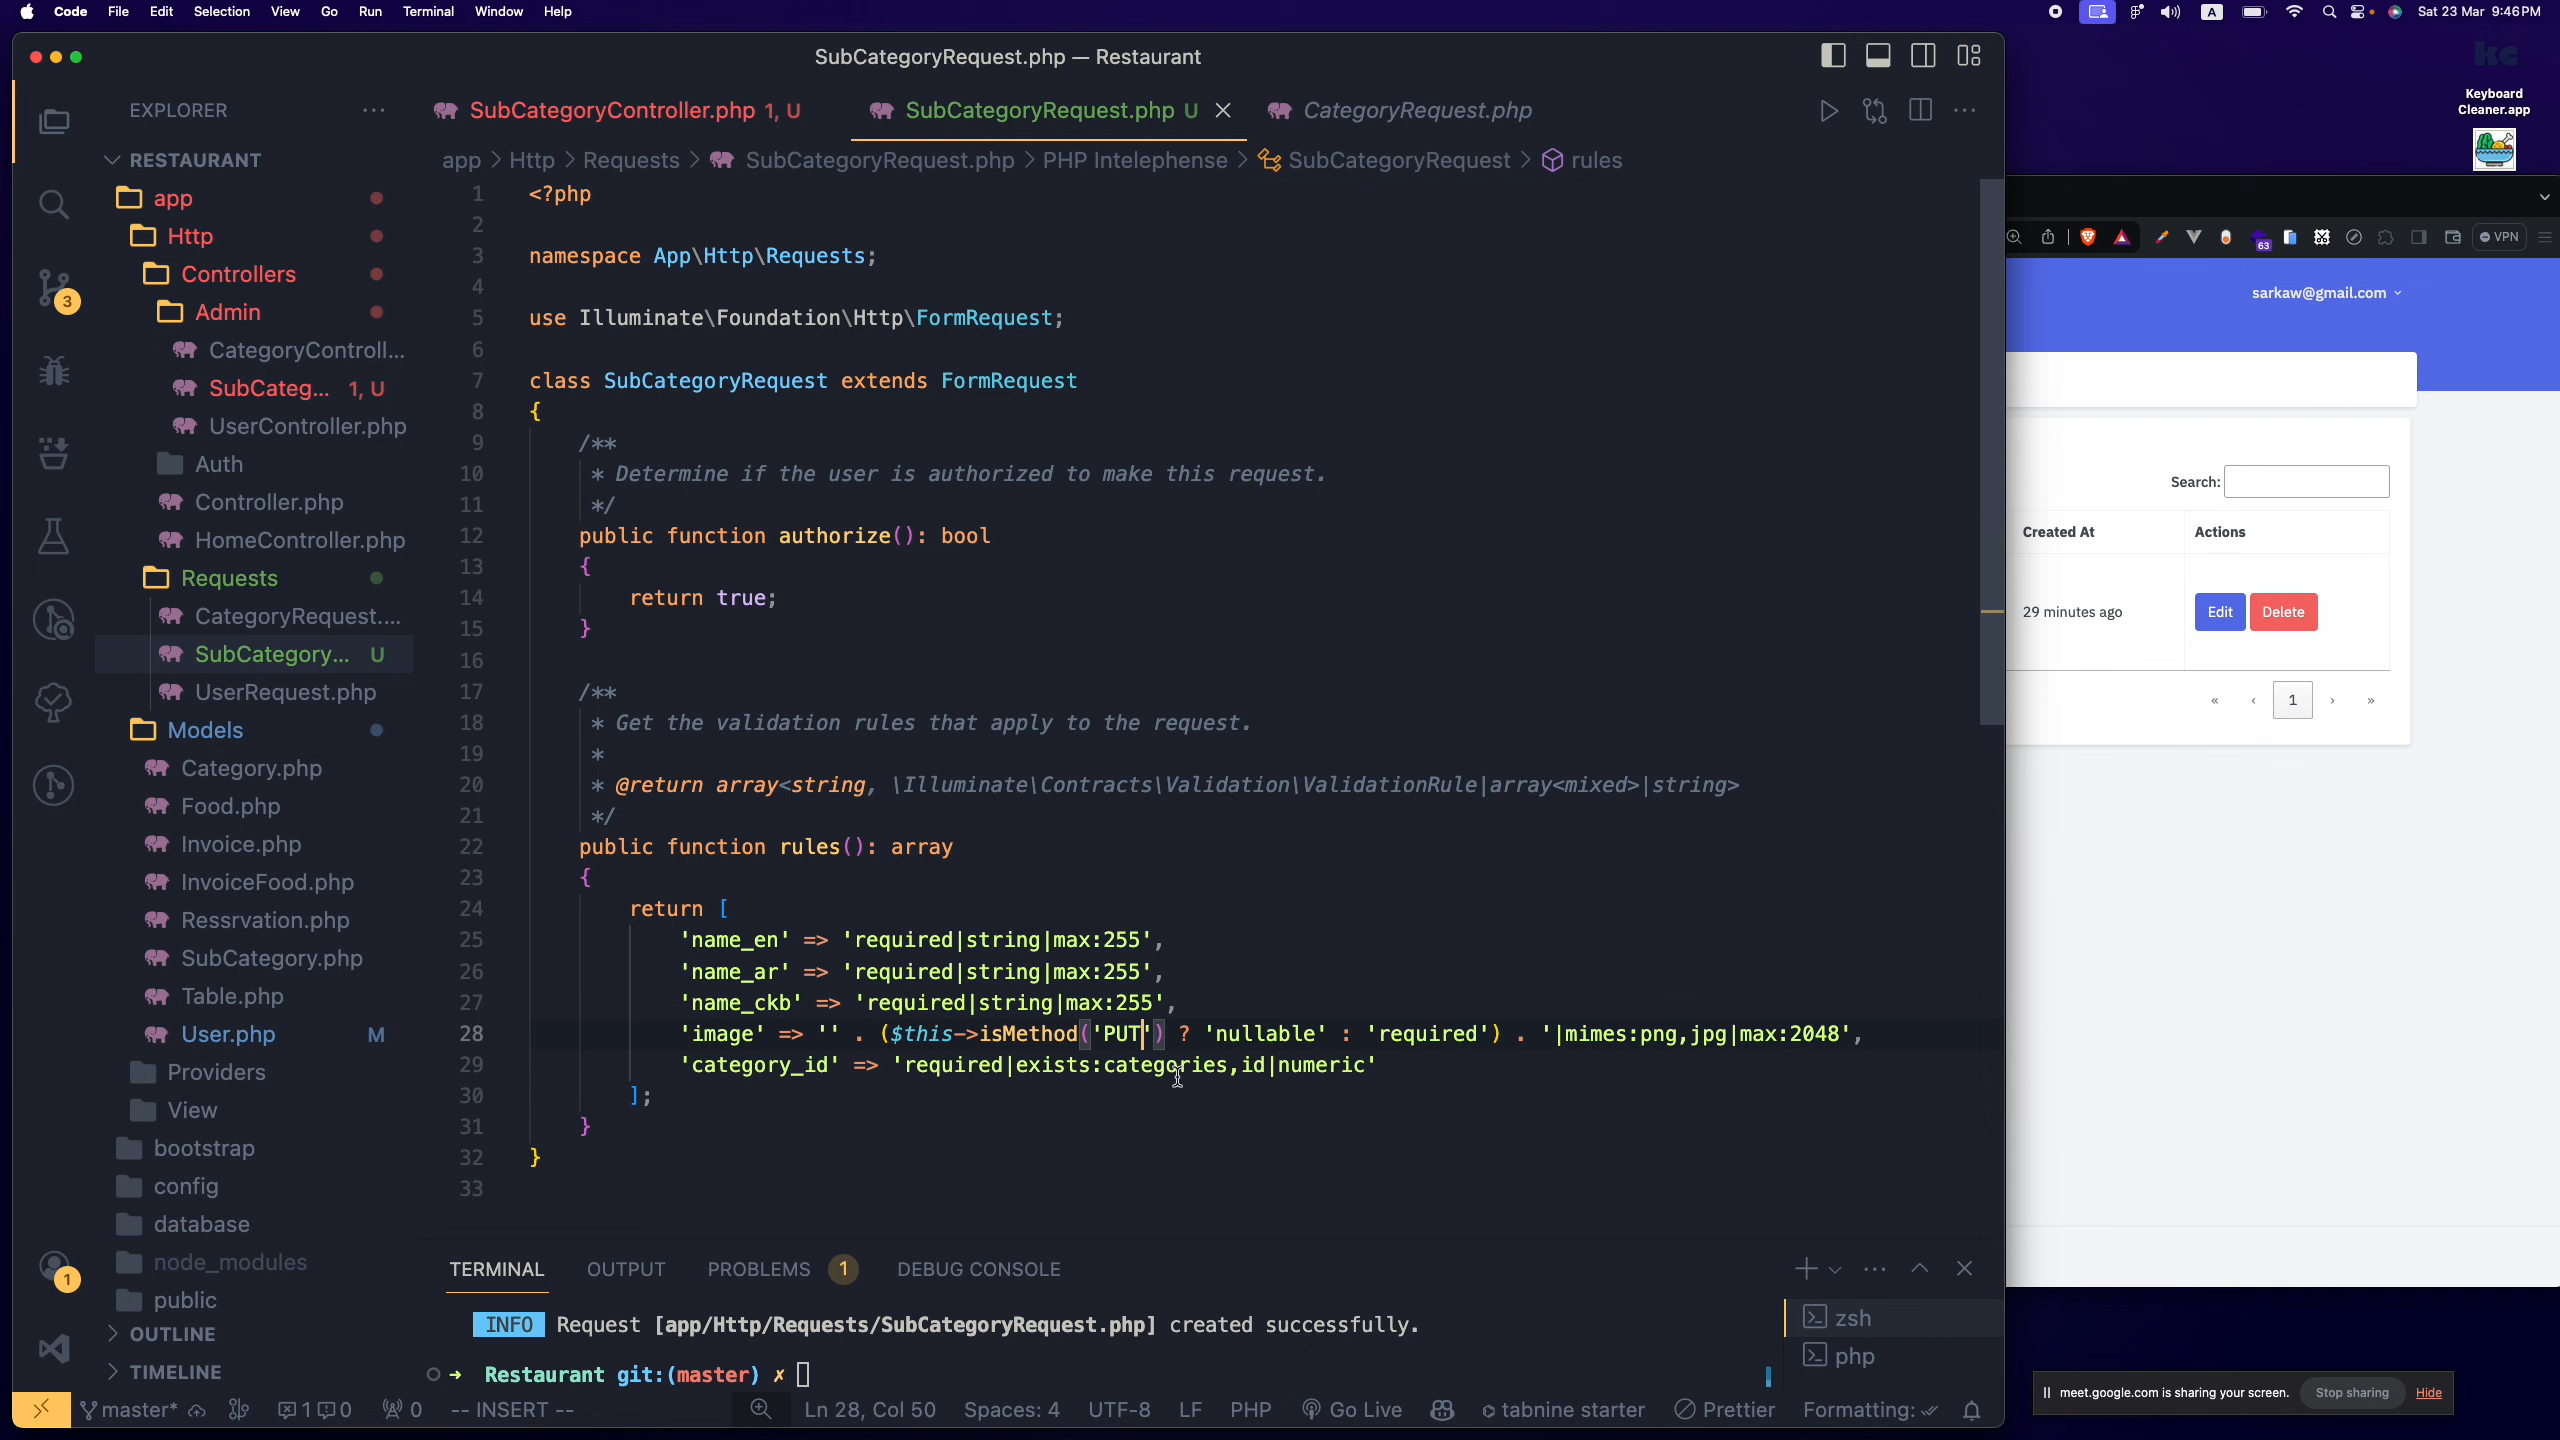 Code File Edit Selection View Go Run Terminal Window Help
A Sat 23 Mar 9:46 PM
SubCategoryRequest.php — Restaurant
kc
Keyboard
Cleaner.app
EXPLORER
RESTAURANT
app
Http
Controllers
Admin
CategoryControll...
SubCateg... 1, U
UserController.php
Auth
Controller.php
HomeController.php
Requests
CategoryRequest....
SubCategory... U
UserRequest.php
Models
Category.php
Food.php
Invoice.php
InvoiceFood.php
Ressrvation.php
SubCategory.php
Table.php
User.php M
Providers
View
bootstrap
config
database
node_modules
public
OUTLINE
TIMELINE
3
1
SubCategoryController.php 1, U
SubCategoryRequest.php U
CategoryRequest.php
app > Http > Requests > SubCategoryRequest.php > PHP Intelephense > SubCategoryRequest > rules
1 <?php
2
3 namespace App\Http\Requests;
4
5 use Illuminate\Foundation\Http\FormRequest;
6
7 class SubCategoryRequest extends FormRequest
8 {
9 /**
10 * Determine if the user is authorized to make this request.
11 */
12 public function authorize(): bool
13 {
14 return true;
15 }
16
17 /**
18 * Get the validation rules that apply to the request.
19 *
20 * @return array<string, \Illuminate\Contracts\Validation\ValidationRule|array<mixed>|string>
21 */
22 public function rules(): array
23 {
24 return [
25 'name_en' => 'required|string|max:255',
26 'name_ar' => 'required|string|max:255',
27 'name_ckb' => 'required|string|max:255',
28 'image' => '' . ($this->isMethod('PUT') ? 'nullable' : 'required') . '|mimes:png,jpg|max:2048',
29 'category_id' => 'required|exists:categories,id|numeric'
30 ];
31 }
32 }
33
TERMINAL OUTPUT PROBLEMS 1 DEBUG CONSOLE
INFO Request [app/Http/Requests/SubCategoryRequest.php] created successfully.
➜ Restaurant git:(master) ✗
zsh
php
master* 1 0 0 -- INSERT -- Ln 28, Col 50 Spaces: 4 UTF-8 LF PHP Go Live tabnine starter Prettier Formatting: ✓✓
63 VPN
sarkaw@gmail.com
Search:
Created At Actions
29 minutes ago Edit Delete
« ‹ 1 › »
meet.google.com is sharing your screen. Stop sharing Hide